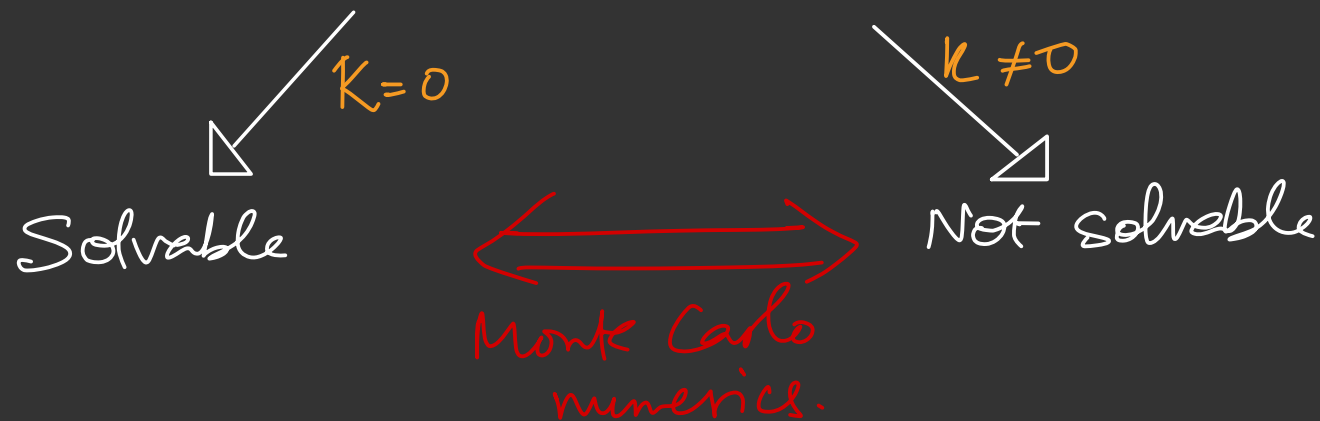 K = 0
K ≠ 0
Solvable
Not solvable
Monte Carlo
numerics.